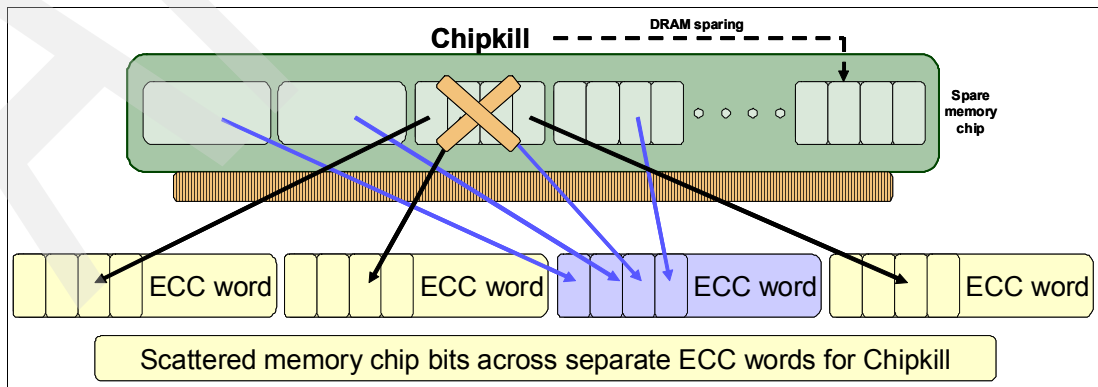 DRAM sparing
Chipkill
Spare
memory
chip
ECC word
ECC word
ECC word
ECC word
Scattered memory chip bits across separate ECC words for Chipkill